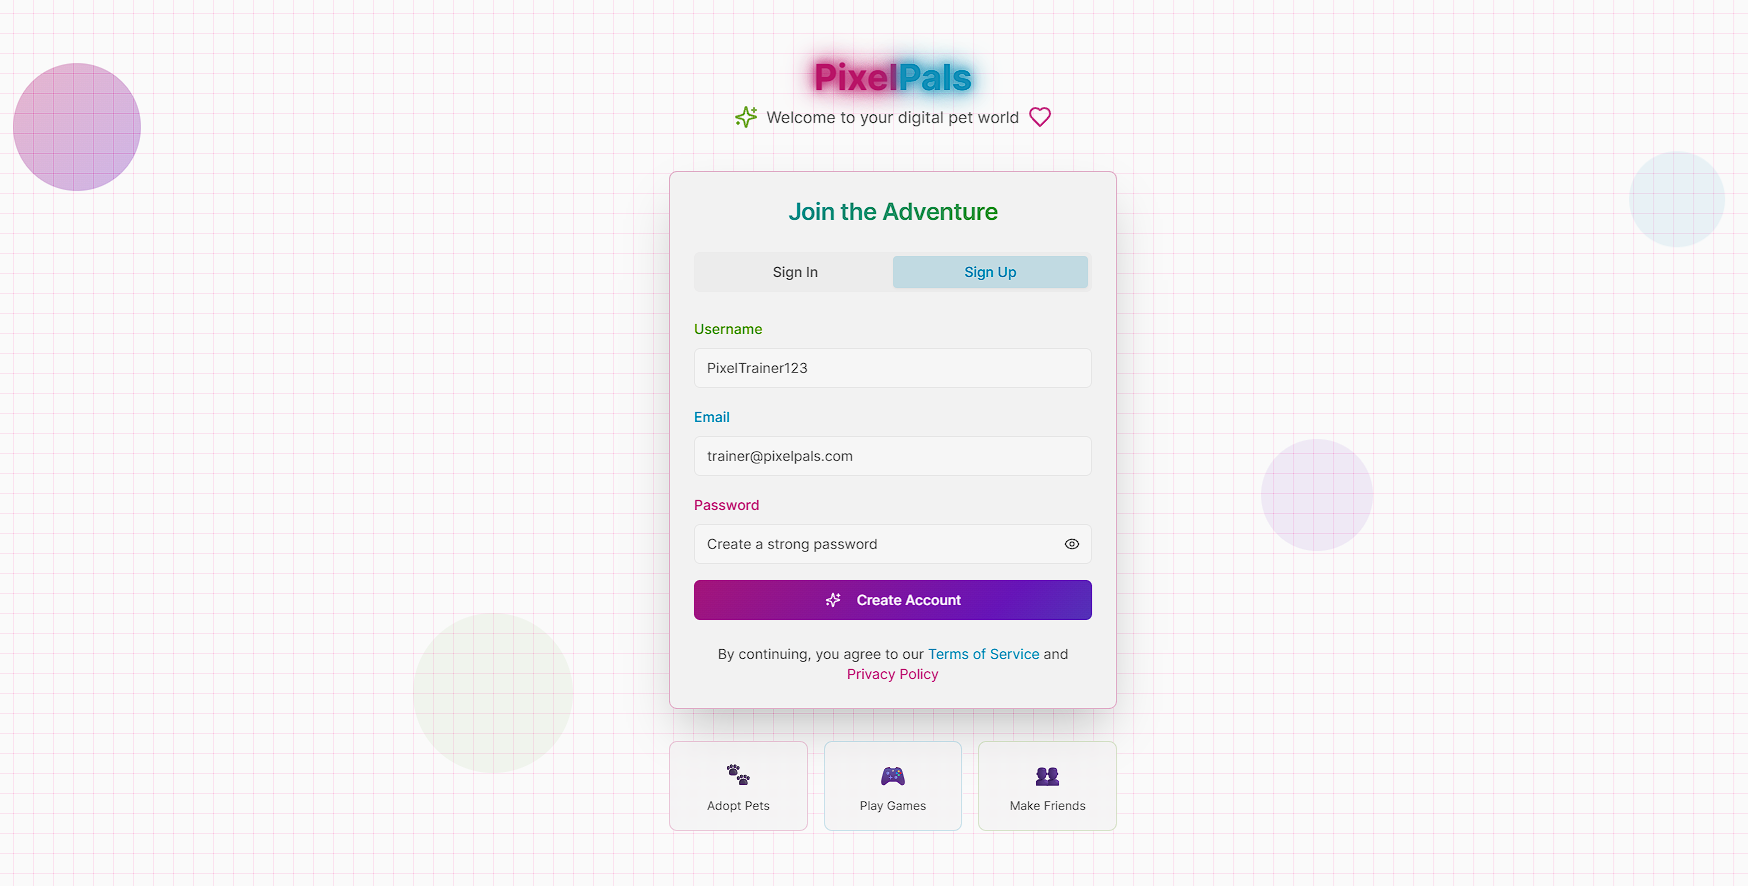 PixelPals
Welcome to your digital pet world
Join the Adventure
Sign In
Sign Up
Username
PixelTrainer123
Email
trainer@pixelpals.com
Password
Create a strong password
Create Account
By continuing, you agree to our Terms of Service and
Privacy Policy
Adopt Pets
Play Games
Make Friends